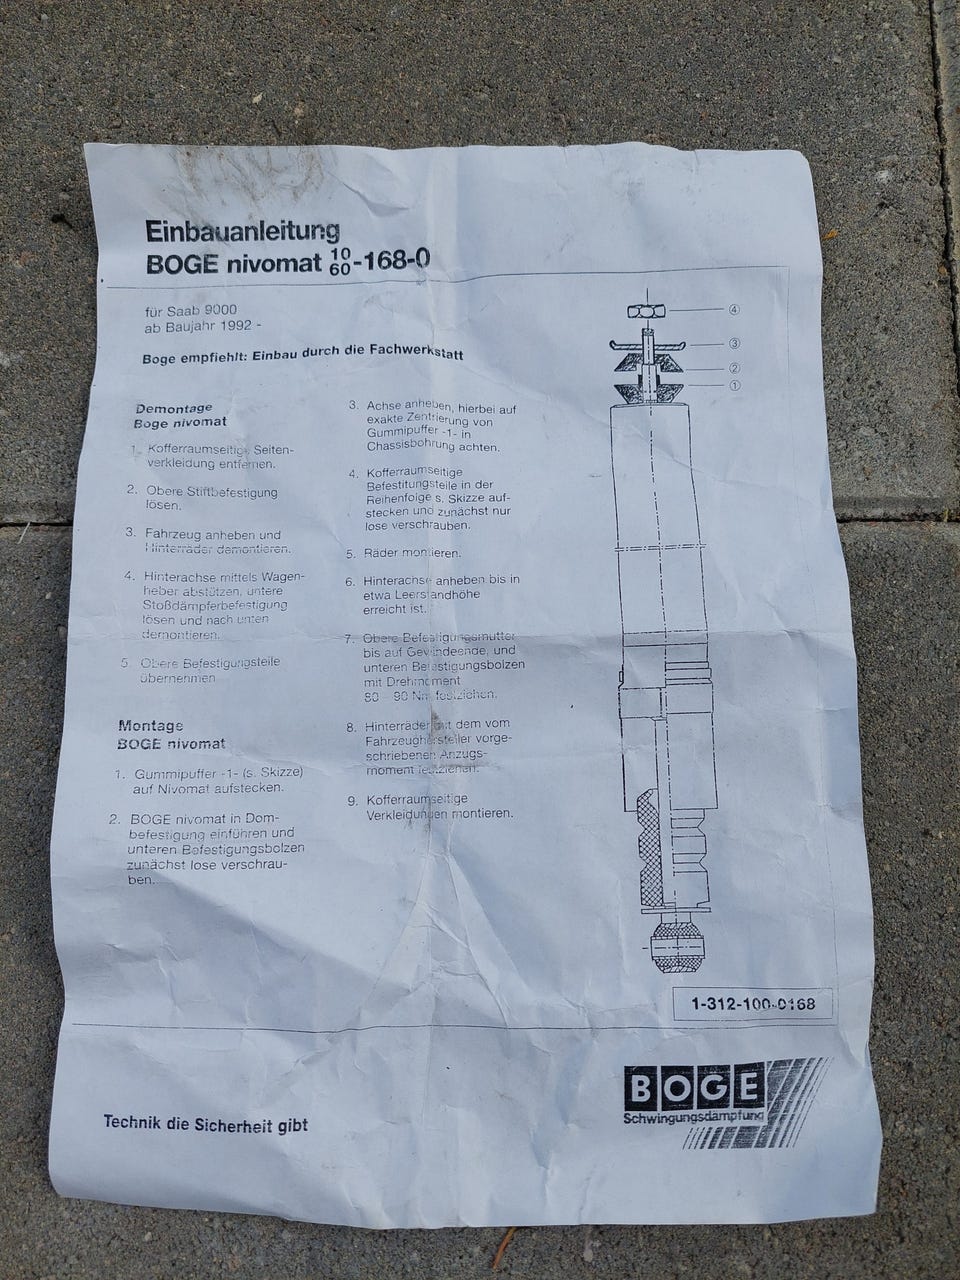 Einbauanleitung
BOGE nivomat 10/60-168-0
für Saab 9000
ab Baujahr 1992 -
Boge empfiehlt: Einbau durch die Fachwerkstatt
Demontage
Boge nivomat
1. Kofferraumseitige Seiten-
verkleidung entfernen.
2. Obere Stiftbefestigung
lösen.
3. Fahrzeug anheben und
Hinterräder demontieren.
4. Hinterachse mittels Wagen-
heber abstützen, untere
Stoßdämpferbefestigung
lösen und nach unten
demontieren.
5. Obere Befestigungsteile
übernehmen
Montage
BOGE nivomat
1. Gummipuffer -1- (s. Skizze)
auf Nivomat aufstecken.
2. BOGE nivomat in Dom-
befestigung einführen und
unteren Befestigungsbolzen
zunächst lose verschrau-
ben.
3. Achse anheben, hierbei auf
exakte Zentrierung von
Gummipuffer -1- in
Chassisbohrung achten.
4. Kofferraumseitige
Befestitungsteile in der
Reihenfolge s. Skizze auf-
stecken und zunächst nur
lose verschrauben.
5. Räder montieren.
6. Hinterachse anheben bis in
etwa Leerstandhöhe
erreicht ist.
7. Obere Befestigungsmutter
bis auf Gewindeende, und
unteren Befestigungsbolzen
mit Drehmoment
80 - 90 Nm festziehen.
8. Hinterräder mit dem vom
Fahrzeughersteller vorge-
schriebenen Anzugs-
moment festziehen.
9. Kofferraumseitige
Verkleidungen montieren.
④
③
②
①
1-312-100-0168
Technik die Sicherheit gibt
BOGE
Schwingungsdämpfung